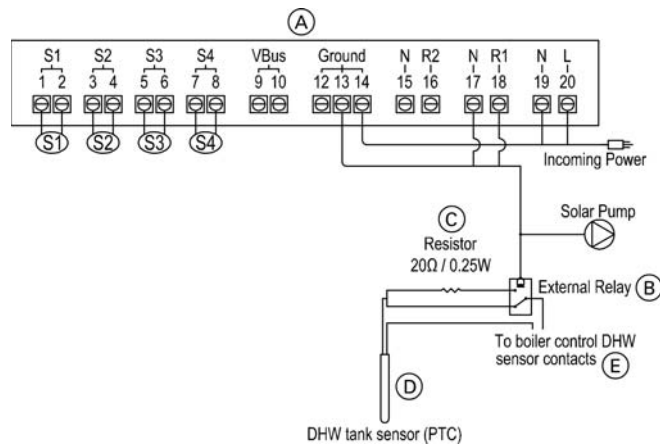 A
S1 S2 S3 S4 VBus Ground N R2 N R1 N L
1 2 3 4 5 6 7 8 9 10 12 13 14 15 16 17 18 19 20
S1 S2 S3 S4
Incoming Power
C
Resistor
20Ω / 0.25W
Solar Pump
External Relay B
To boiler control DHW
sensor contacts E
D
DHW tank sensor (PTC)